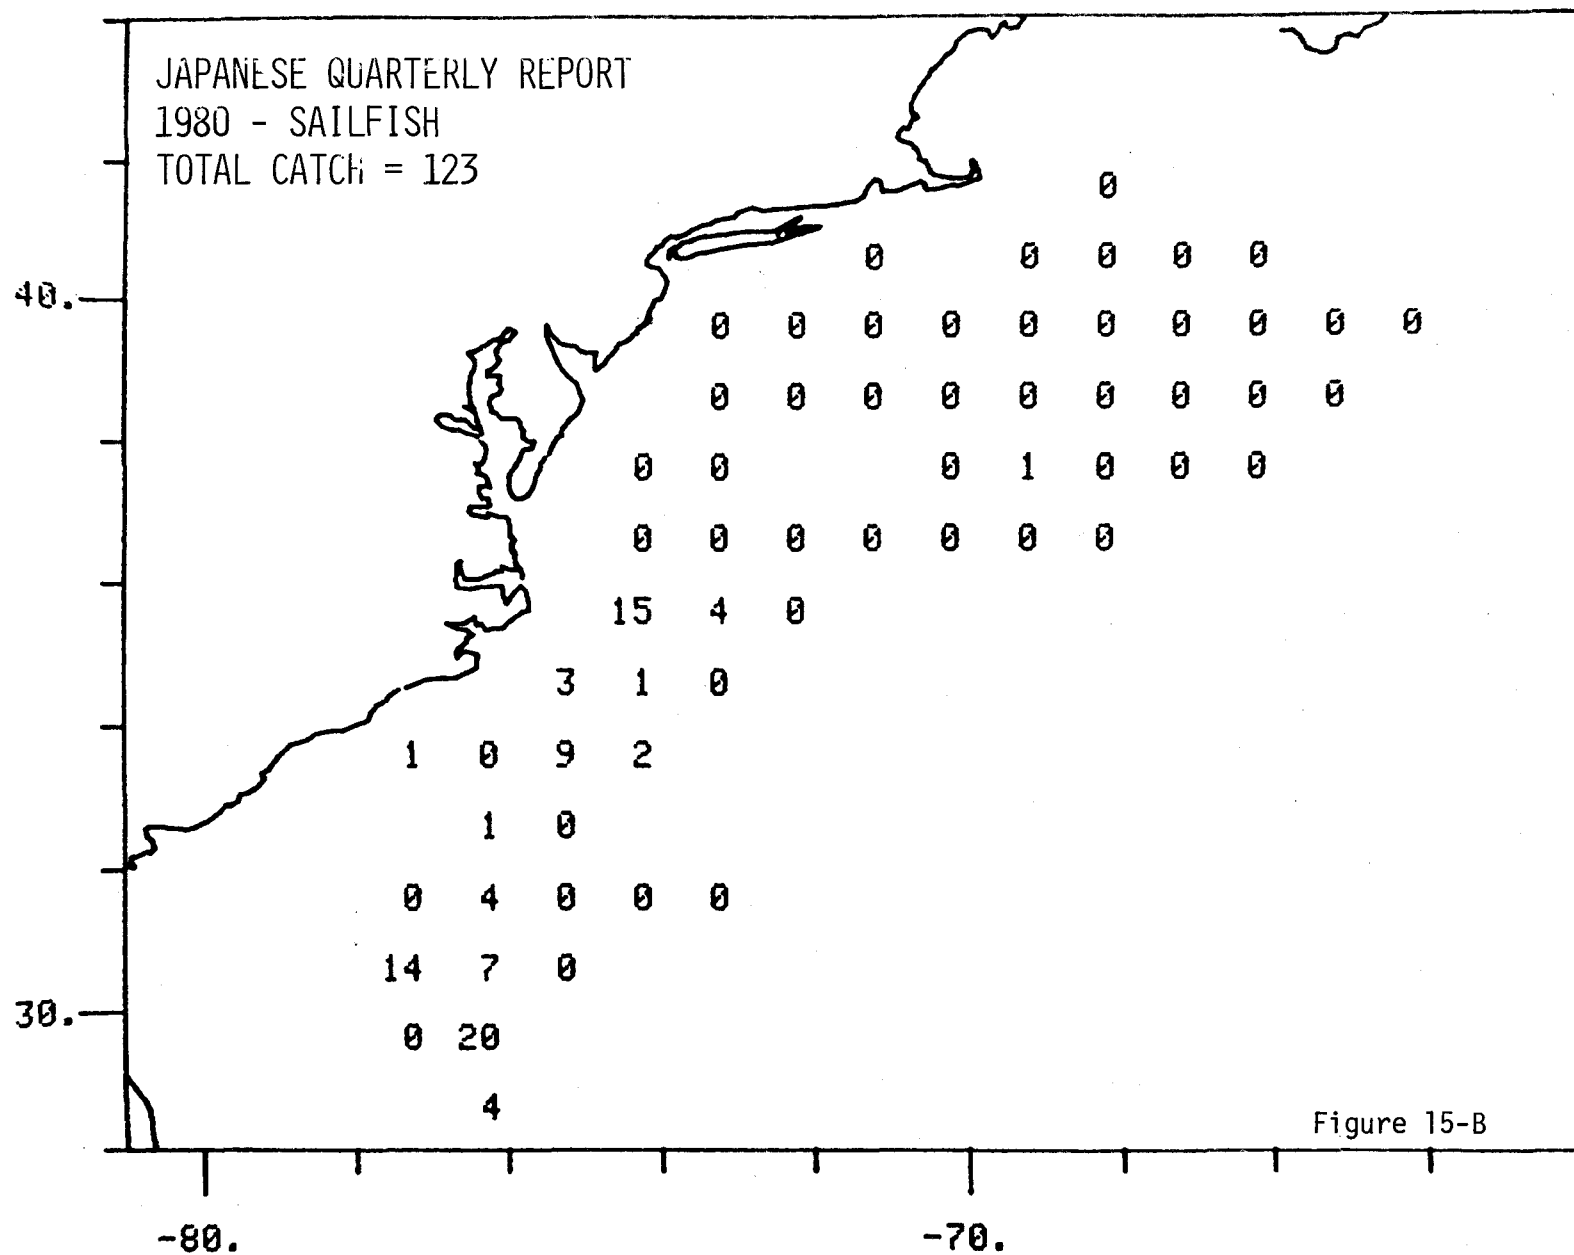 JAPANESE QUARTERLY REPORT
1980 - SAILFISH
TOTAL CATCH = 123
0
0 0 0 0 0
40.
0 0 0 0 0 0 0 0 0 0
0 0 0 0 0 0 0 0 0
0 0 0 1 0 0 0
0 0 0 0 0 0 0
15 4 0
3 1 0
1 0 9 2
1 0
0 4 0 0 0
14 7 0
30.
0 20
4
Figure 15-B
-80. -70.